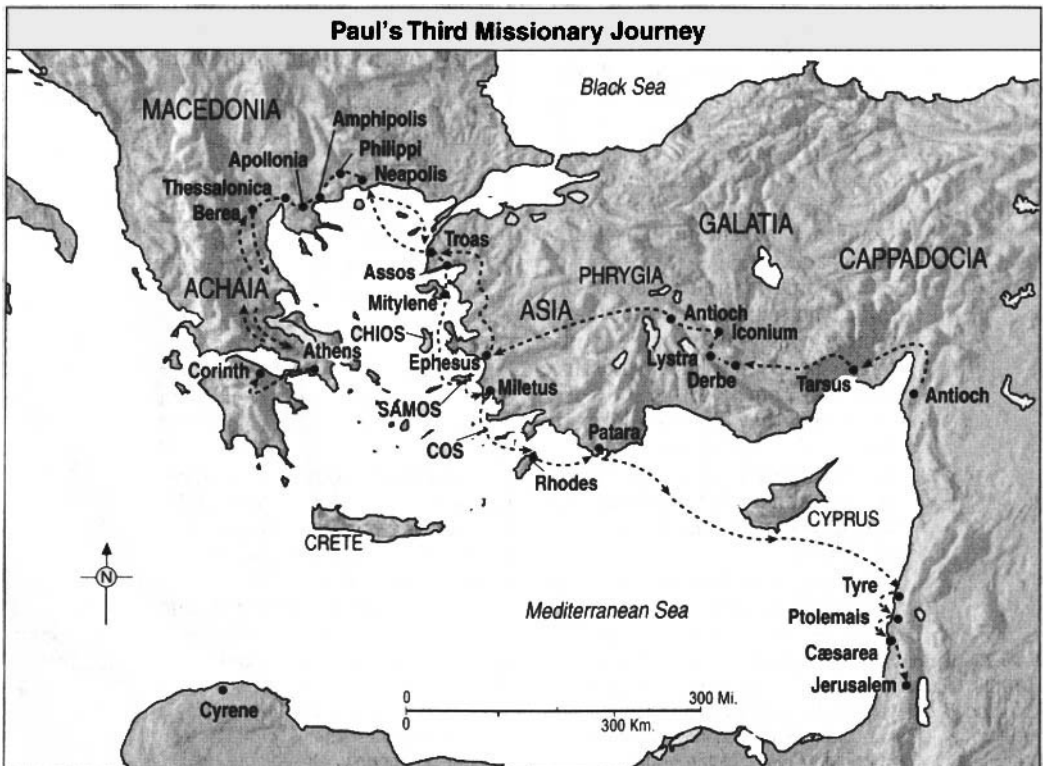 Paul's Third Missionary Journey
Black Sea
MACEDONIA
Amphipolis
Philippi
Apollonia
Neapolis
Thessalonica
Berea
GALATIA
Troas
CAPPADOCIA
Assos
PHRYGIA
ACHAIA
Mitylene
ASIA
Antioch
CHIOS
Iconium
Athens
Ephesus
Lystra
Corinth
Derbe
Tarsus
Miletus
Antioch
SAMOS
Patara
COS
Rhodes
CYPRUS
CRETE
N
Tyre
Mediterranean Sea
Ptolemais
Cæsarea
Jerusalem
0
300 Mi.
Cyrene
0
300 Km.